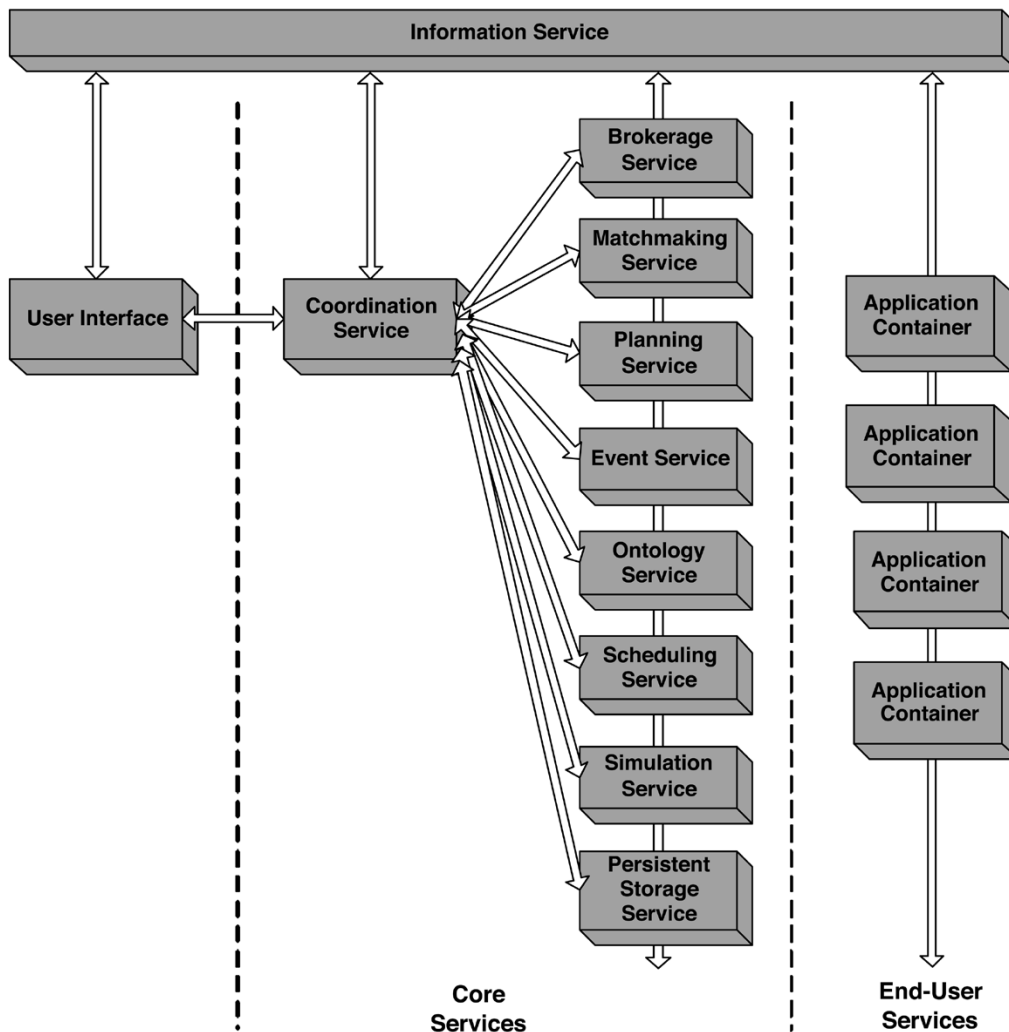 Information Service
User Interface
Coordination
Service
Brokerage
Service
Matchmaking
Service
Planning
Service
Event Service
Ontology
Service
Scheduling
Service
Simulation
Service
Persistent
Storage
Service
Application
Container
Application
Container
Application
Container
Application
Container
Core
Services
End-User
Services